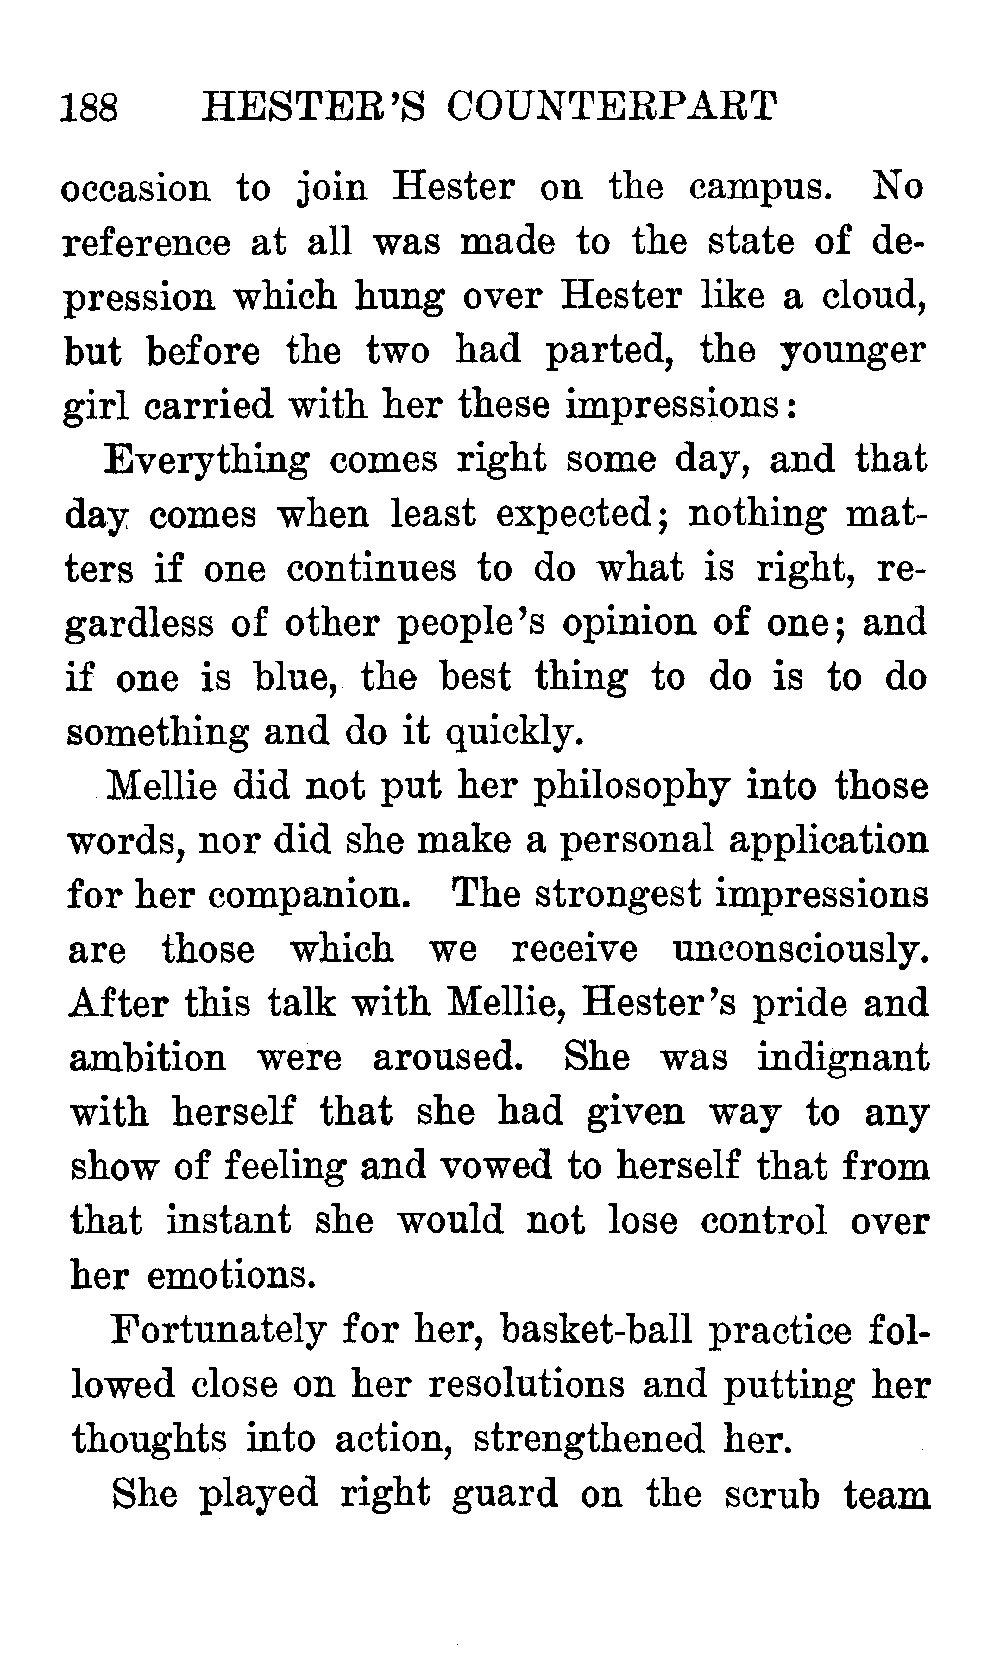 188 HESTER'S COUNTERPART
occasion to join Hester on the campus. No
reference at all was made to the state of de-
pression which hung over Hester like a cloud,
but before the two had parted, the younger
girl carried with her these impressions:
Everything comes right some day, and that
day comes when least expected; nothing mat-
ters if one continues to do what is right, re-
gardless of other people's opinion of one; and
if one is blue, the best thing to do is to do
something and do it quickly.
Mellie did not put her philosophy into those
words, nor did she make a personal application
for her companion. The strongest impressions
are those which we receive unconsciously.
After this talk with Mellie, Hester's pride and
ambition were aroused. She was indignant
with herself that she had given way to any
show of feeling and vowed to herself that from
that instant she would not lose control over
her emotions.
Fortunately for her, basket-ball practice fol-
lowed close on her resolutions and putting her
thoughts into action, strengthened her.
She played right guard on the scrub team